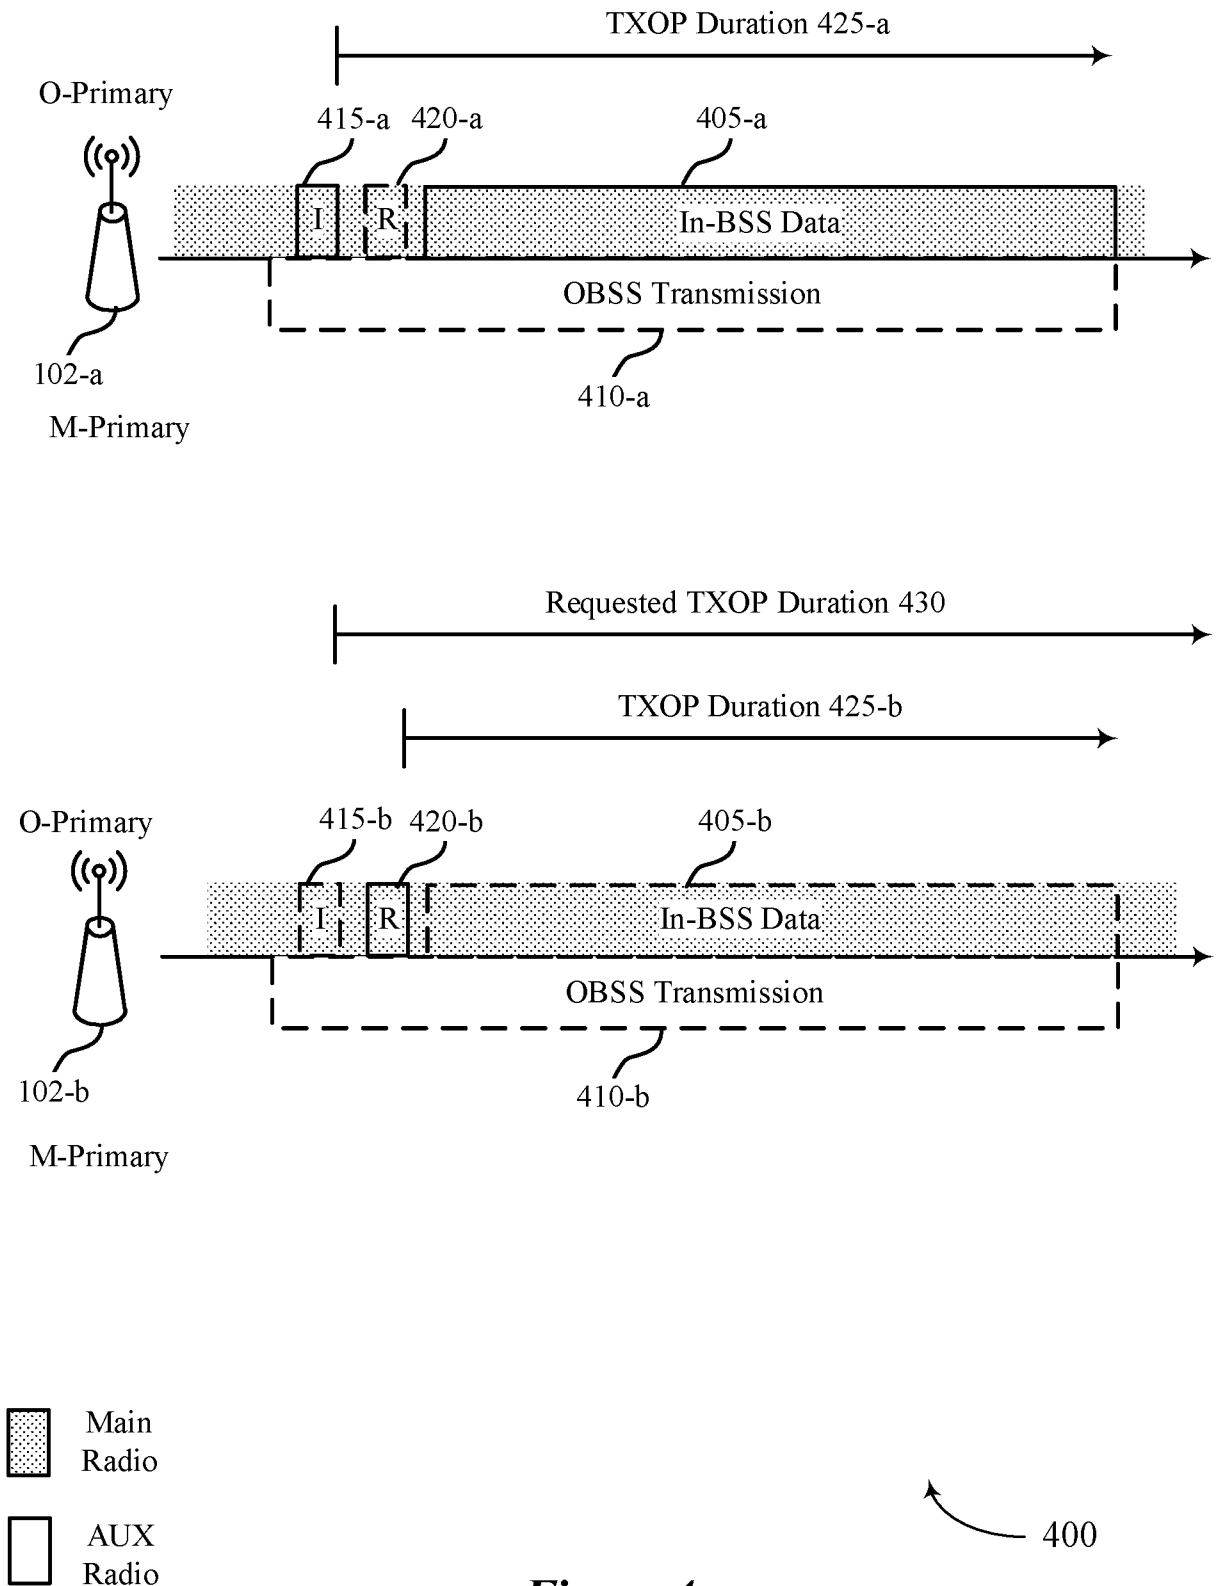 TXOP Duration 425-a
O-Primary
415-a
420-a
405-a
I
R
In-BSS Data
OBSS Transmission
102-a
410-a
M-Primary
Requested TXOP Duration 430
TXOP Duration 425-b
O-Primary
415-b
420-b
405-b
I
R
In-BSS Data
OBSS Transmission
102-b
410-b
M-Primary
Main
Radio
AUX
Radio
400